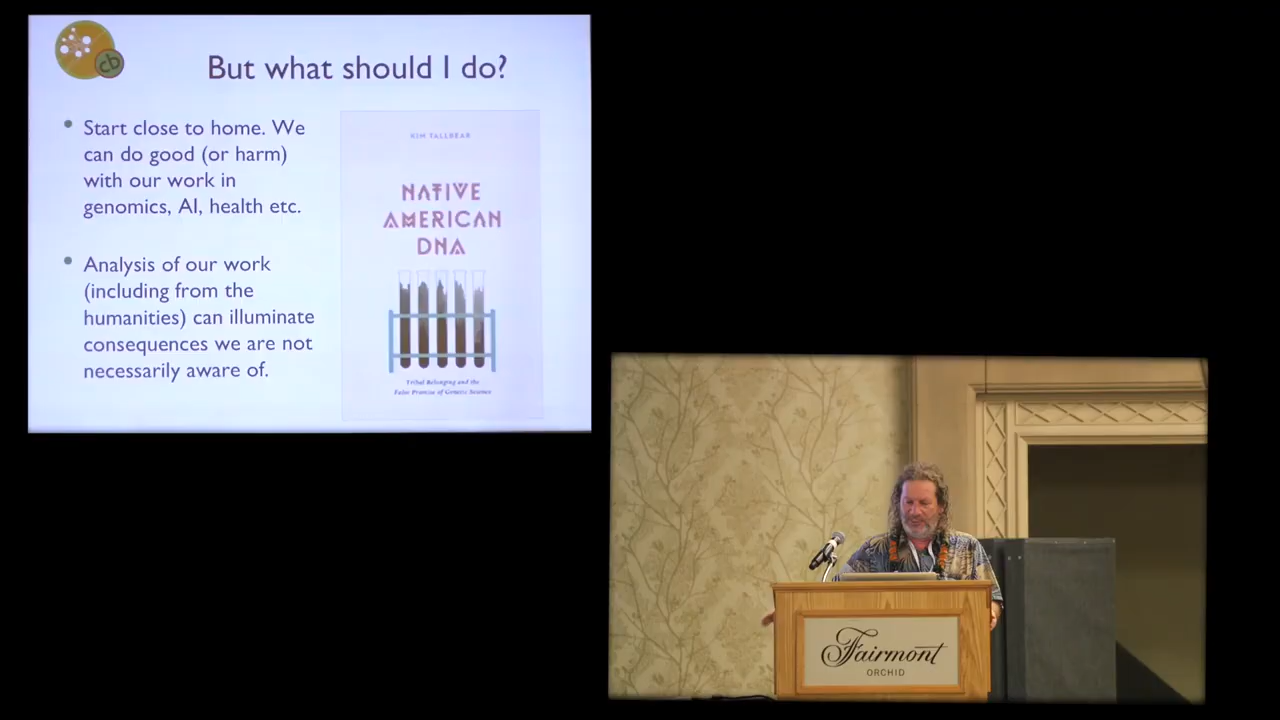 cb
But what should I do?
• Start close to home. We
can do good (or harm)
with our work in
genomics, AI, health etc.
• Analysis of our work
(including from the
humanities) can illuminate
consequences we are not
necessarily aware of.
KIM TALLBEAR
NATIVE
AMERICAN
DNA
Tribal Belonging and the
False Promise of Genetic Science
Fairmont
ORCHID